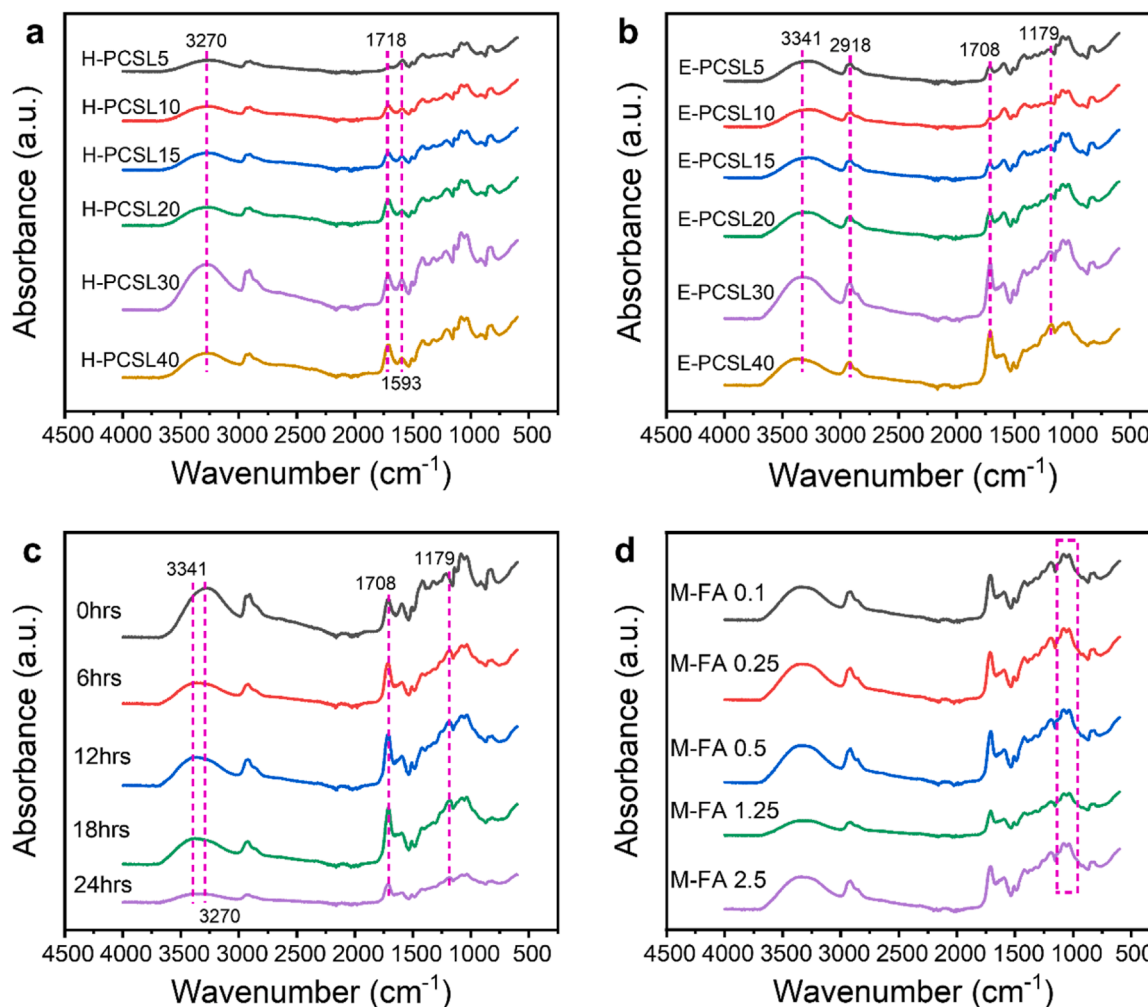 a
3270
1718
H-PCSL5
H-PCSL10
H-PCSL15
H-PCSL20
H-PCSL30
H-PCSL40
1593
Absorbance (a.u.)
4500 4000 3500 3000 2500 2000 1500 1000 500
Wavenumber (cm⁻¹)
b
3341
2918
1708
1179
E-PCSL5
E-PCSL10
E-PCSL15
E-PCSL20
E-PCSL30
E-PCSL40
Absorbance (a.u.)
4500 4000 3500 3000 2500 2000 1500 1000 500
Wavenumber (cm⁻¹)
c
3341
1708
1179
0hrs
6hrs
12hrs
18hrs
24hrs
3270
Absorbance (a.u.)
4500 4000 3500 3000 2500 2000 1500 1000 500
Wavenumber (cm⁻¹)
d
M-FA 0.1
M-FA 0.25
M-FA 0.5
M-FA 1.25
M-FA 2.5
Absorbance (a.u.)
4500 4000 3500 3000 2500 2000 1500 1000 500
Wavenumber (cm⁻¹)